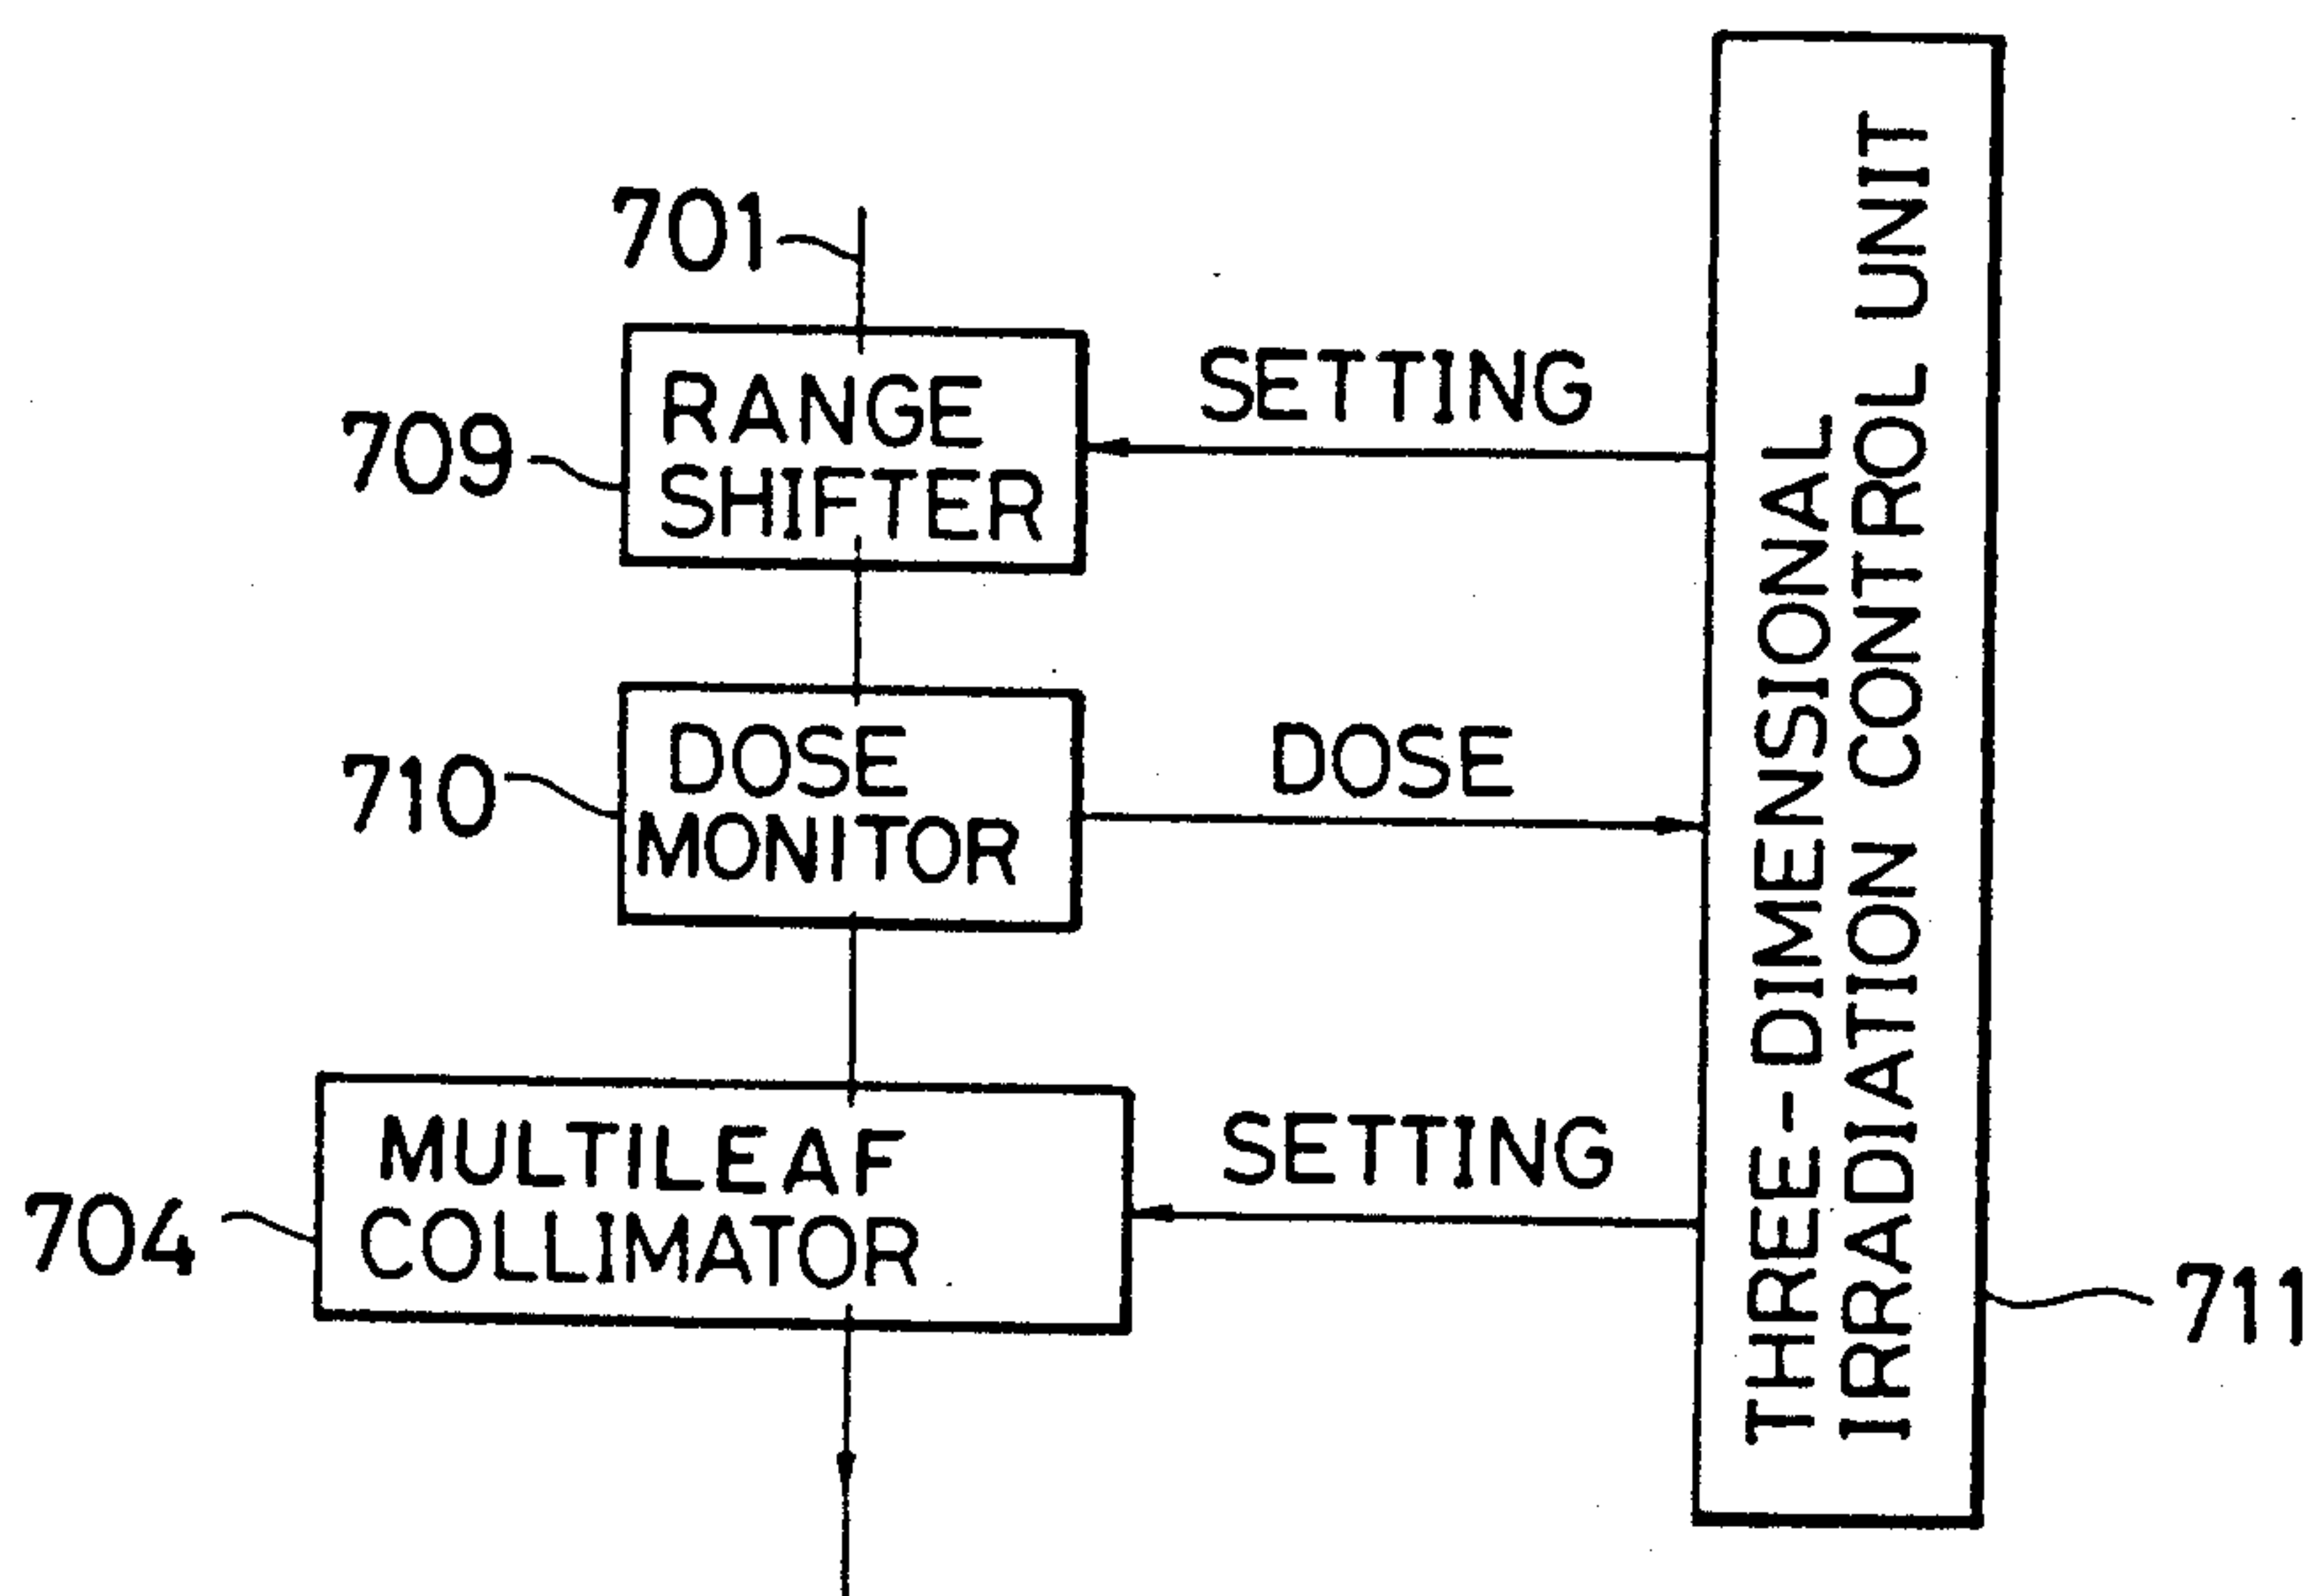 701
709
RANGE
SHIFTER
SETTING
710
DOSE
MONITOR
DOSE
704
MULTILEAF
COLLIMATOR
SETTING
THREE-DIMENSIONAL
IRRADIATION CONTROL UNIT
711